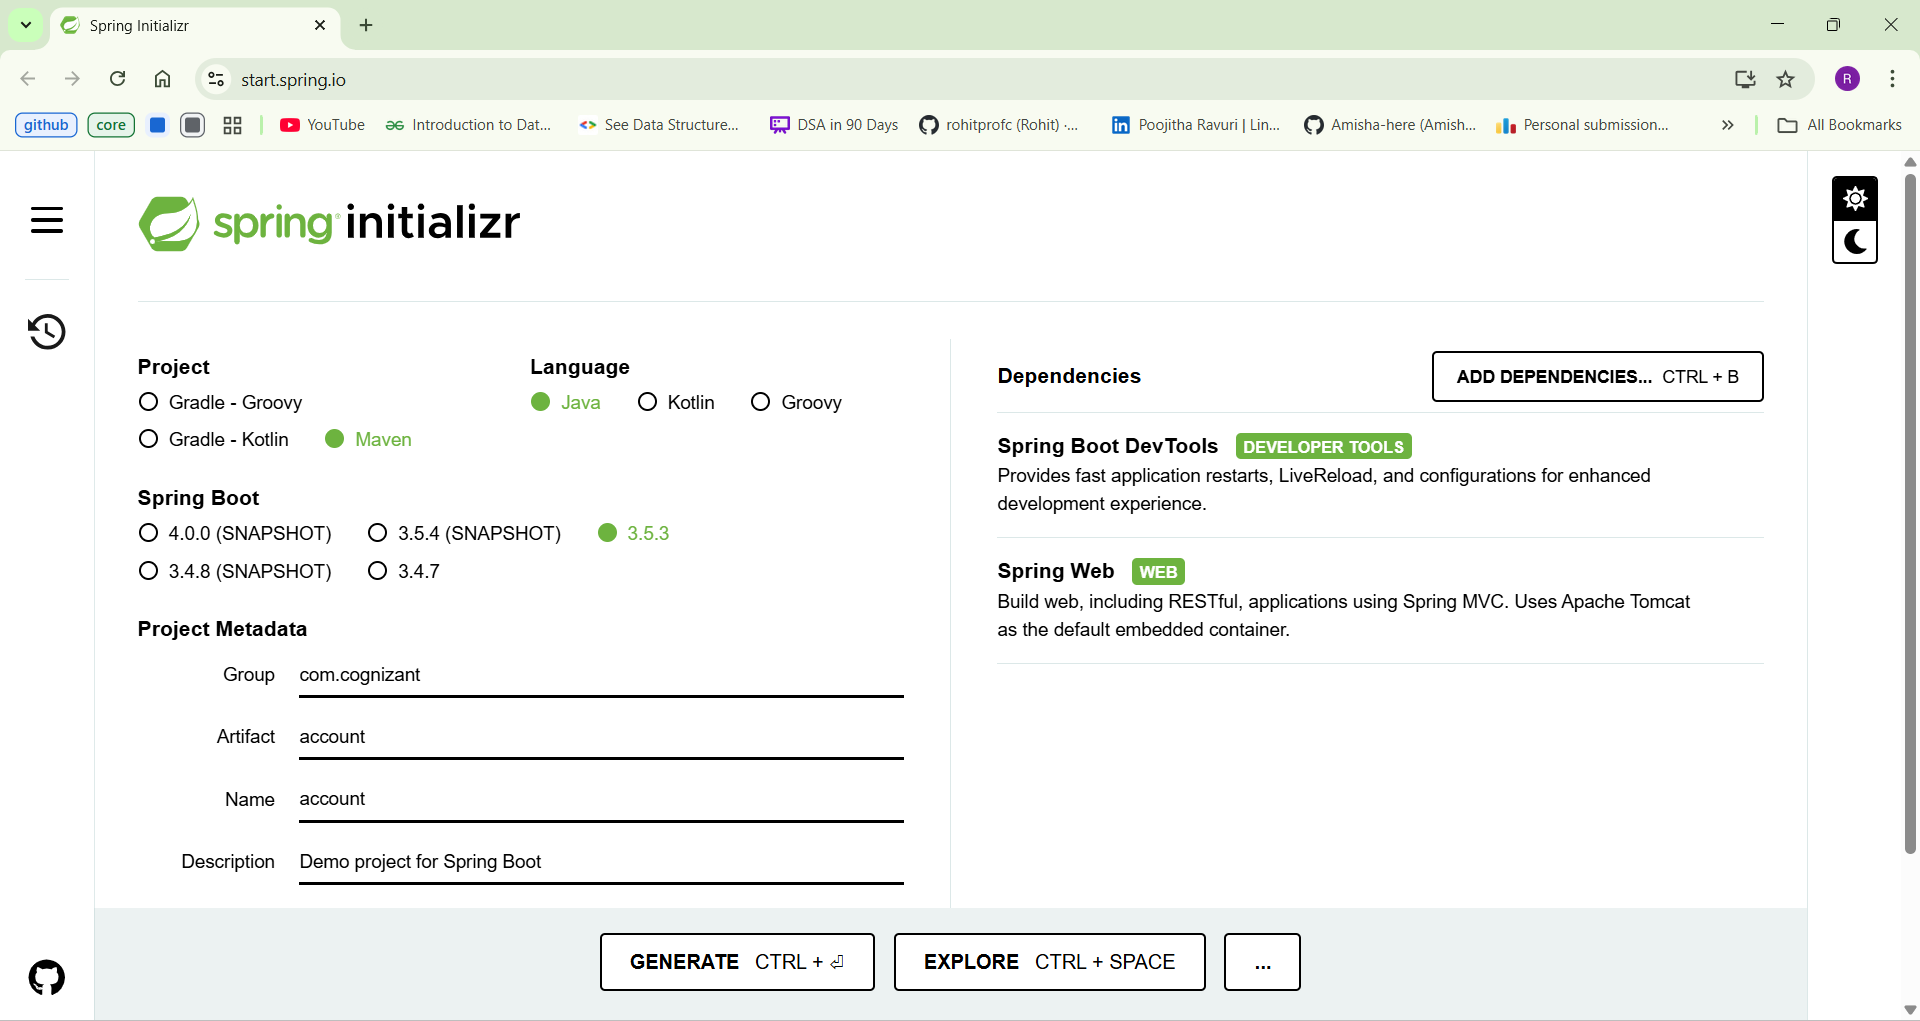 Spring Initializr
start.spring.io
R
github
core
YouTube
Introduction to Dat...
See Data Structure...
DSA in 90 Days
rohitprofc (Rohit) ·...
Poojitha Ravuri | Lin...
Amisha-here (Amish...
Personal submission...
All Bookmarks
spring initializr
Project
Gradle - Groovy
Gradle - Kotlin
Maven
Language
Java
Kotlin
Groovy
Spring Boot
4.0.0 (SNAPSHOT)
3.5.4 (SNAPSHOT)
3.5.3
3.4.8 (SNAPSHOT)
3.4.7
Project Metadata
Group com.cognizant
Artifact account
Name account
Description Demo project for Spring Boot
Dependencies
ADD DEPENDENCIES... CTRL + B
Spring Boot DevTools DEVELOPER TOOLS
Provides fast application restarts, LiveReload, and configurations for enhanced
development experience.
Spring Web WEB
Build web, including RESTful, applications using Spring MVC. Uses Apache Tomcat
as the default embedded container.
GENERATE CTRL + ⏎
EXPLORE CTRL + SPACE
...